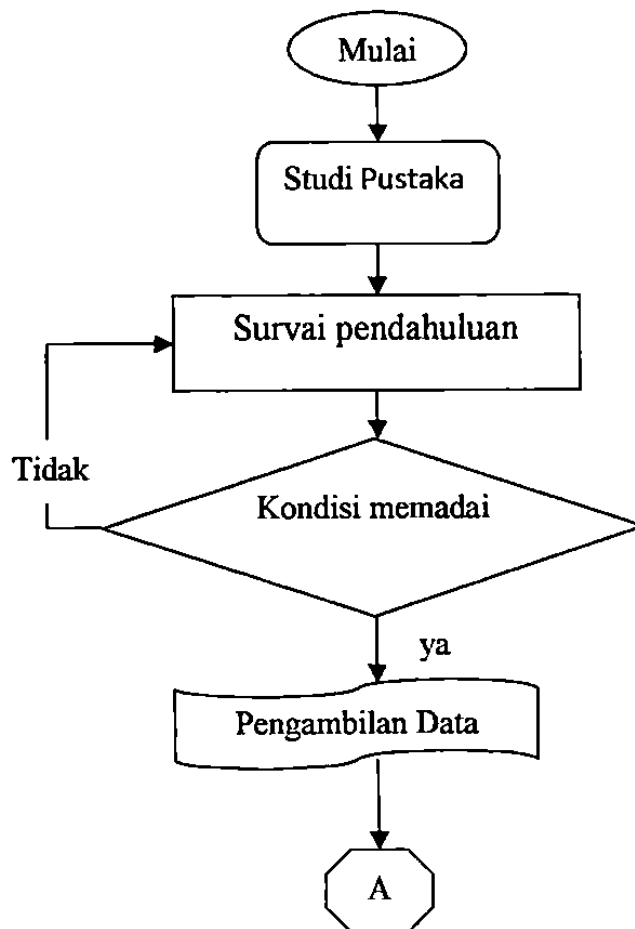 Mulai
Studi Pustaka
Survai pendahuluan
Tidak
Kondisi memadai
ya
Pengambilan Data
A